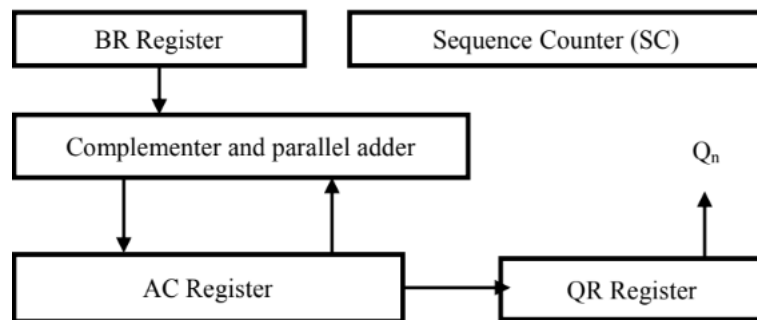 BR Register
Sequence Counter (SC)
Complementer and parallel adder
Qₙ
AC Register
QR Register